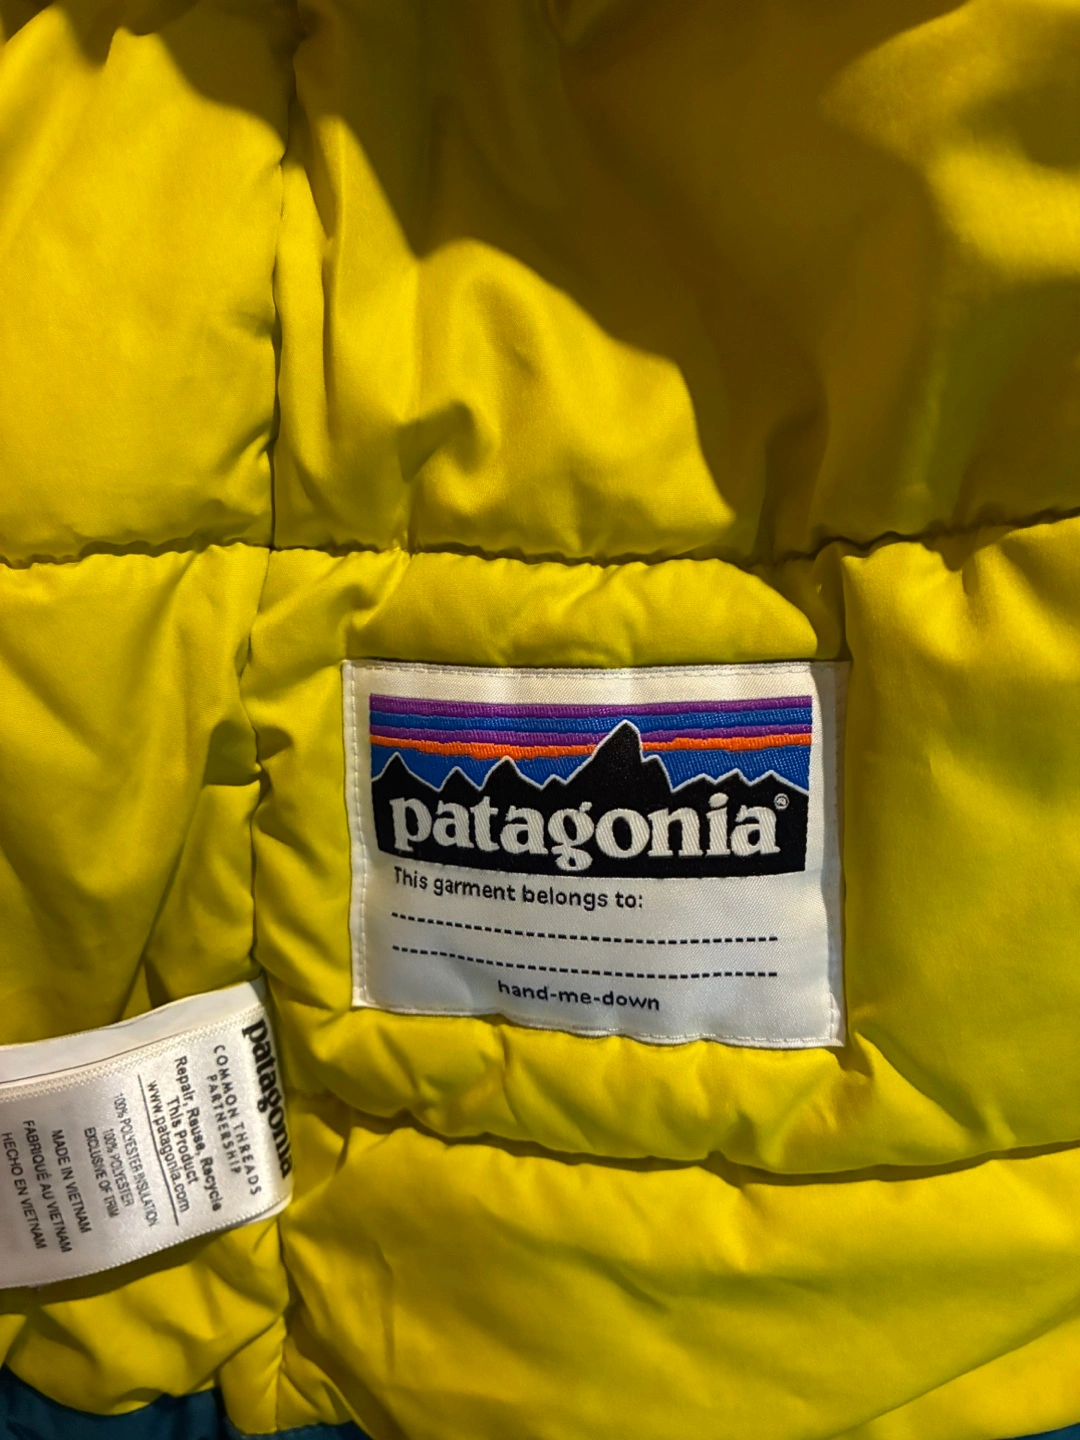 patagonia®
This garment belongs to:
hand-me-down
patagonia
COMMON THREADS
PARTNERSHIP
Repair, Reuse, Recycle
This Product
www.patagonia.com
100% POLYESTER INSULATION
100% POLYESTER
EXCLUSIVE OF TRIM
MADE IN VIETNAM
FABRIQUÉ AU VIETNAM
HECHO EN VIETNAM